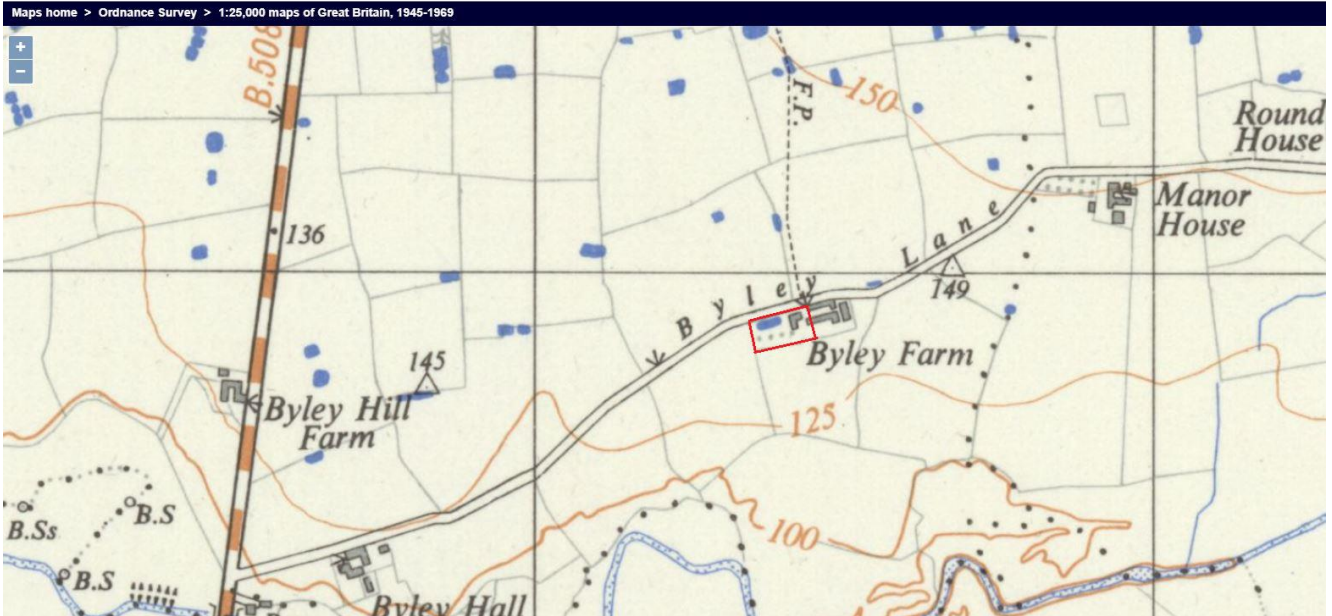 Maps home > Ordnance Survey > 1:25,000 maps of Great Britain, 1945-1969
+
−
B.508
F.P.
150
Round
House
Manor
House
136
Byley Lane
149
145
Byley Farm
Byley Hill
Farm
125
B.Ss
B.S
100
B.S
Byley Hall